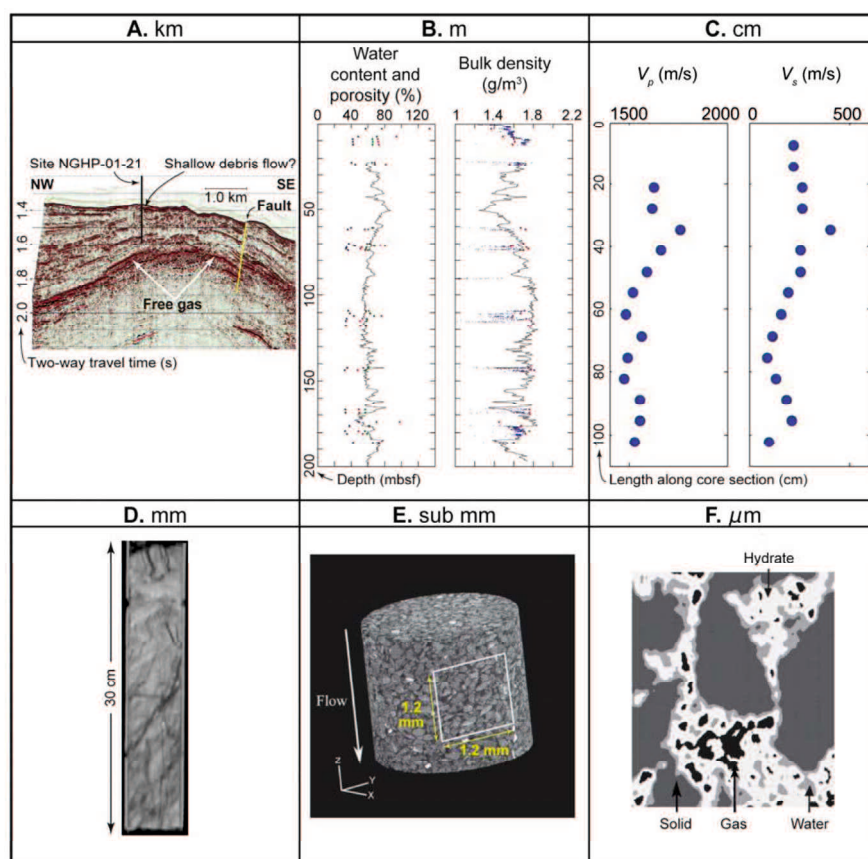 A. km
Site NGHP-01-21
Shallow debris flow?
NW
SE
1.0 km
Fault
1.4
1.6
1.8
2.0
Free gas
Two-way travel time (s)
B. m
Water
content and
porosity (%)
0 40 80 120
Bulk density
(g/m³)
1 1.4 1.8 2.2
0
50
100
150
200
Depth (mbsf)
C. cm
Vp (m/s)
1500 2000
Vs (m/s)
0 500
0
20
40
60
80
100
Length along core section (cm)
D. mm
30 cm
E. sub mm
Flow
1.2
mm
1.2 mm
Z
Y
X
F. μm
Hydrate
Solid Gas Water